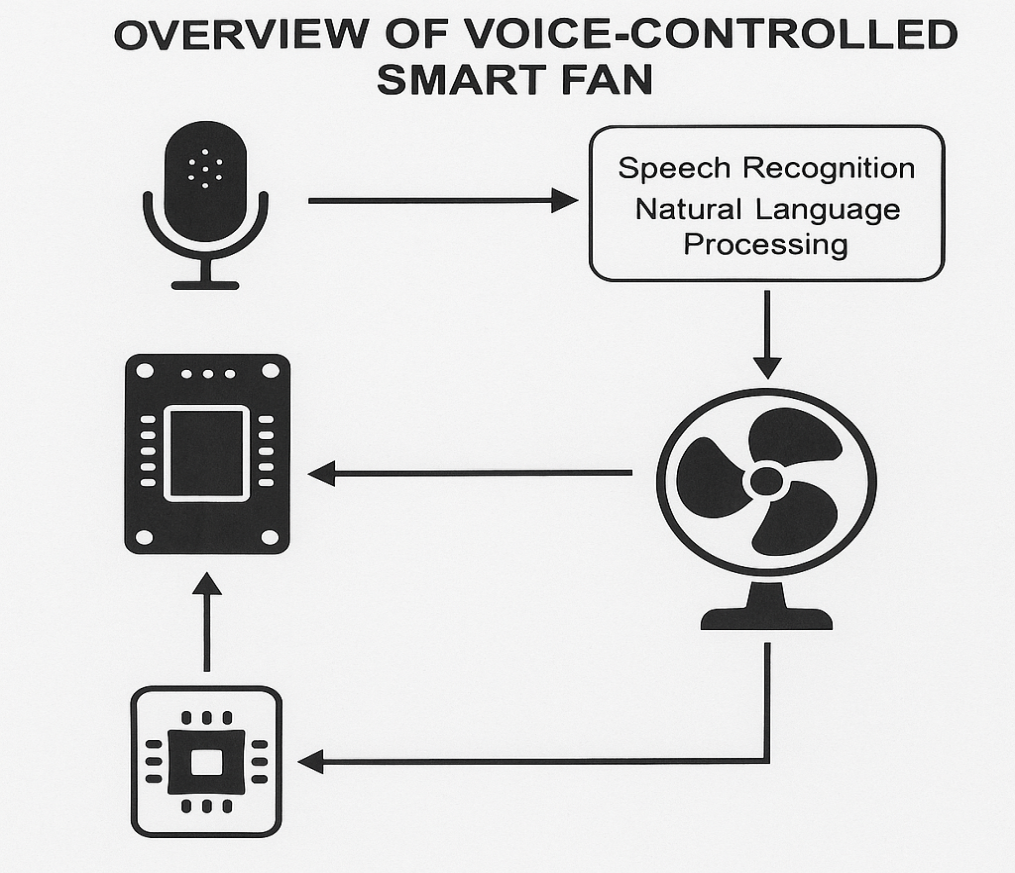 OVERVIEW OF VOICE-CONTROLLED
SMART FAN
Speech Recognition
Natural Language
Processing